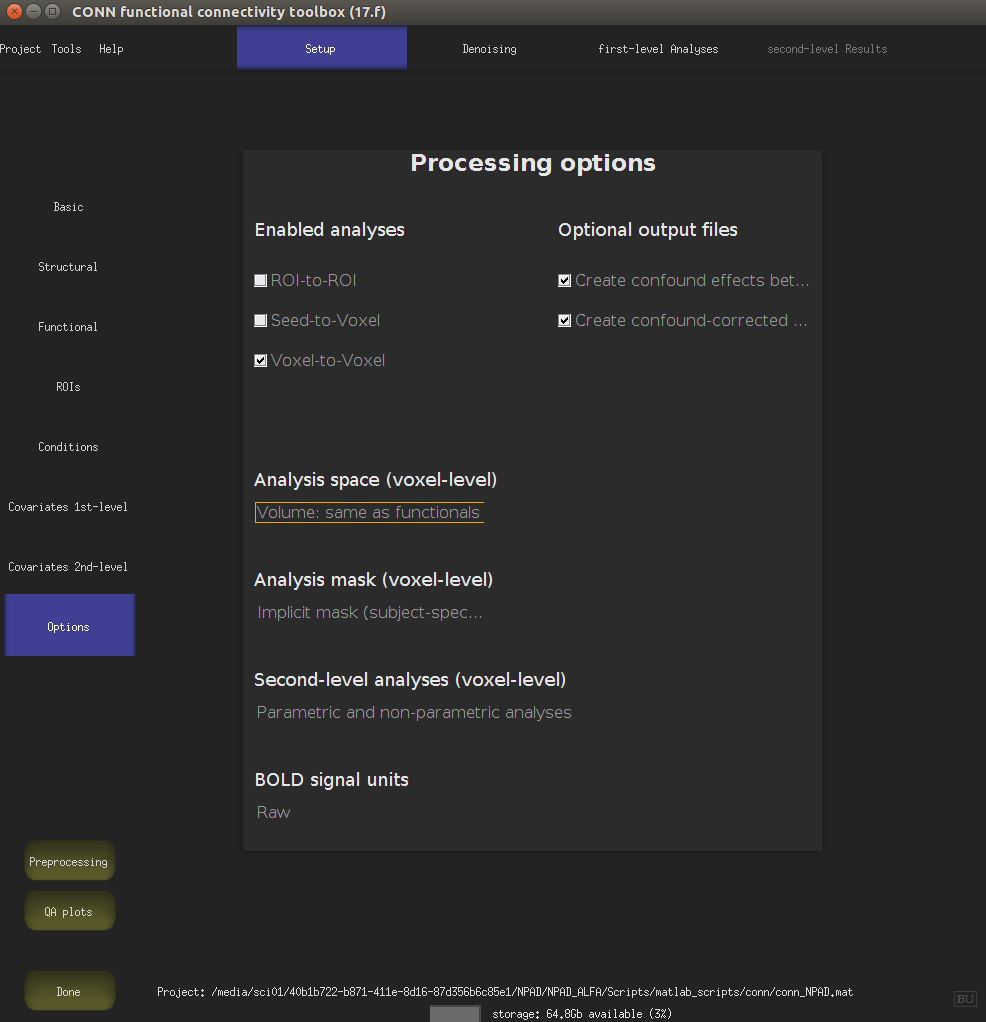 CONN functional connectivity toolbox (17.f)
Project Tools Help
Setup
Denoising
first-level Analyses
second-level Results
Processing options
Basic
Enabled analyses
Optional output files
Structural
ROI-to-ROI
Create confound effects bet...
Seed-to-Voxel
Create confound-corrected ...
Functional
Voxel-to-Voxel
ROIs
Conditions
Analysis space (voxel-level)
Covariates 1st-level
Volume: same as functionals
Covariates 2nd-level
Analysis mask (voxel-level)
Options
Implicit mask (subject-spec...
Second-level analyses (voxel-level)
Parametric and non-parametric analyses
BOLD signal units
Raw
Preprocessing
QA plots
Done
Project: /media/sci01/40b1b722-b871-411e-8d16-87d356b6c85e1/NPAD/NPAD_ALFA/Scripts/matlab_scripts/conn/conn_NPAD.mat
BU
storage: 64.8Gb available (3%)